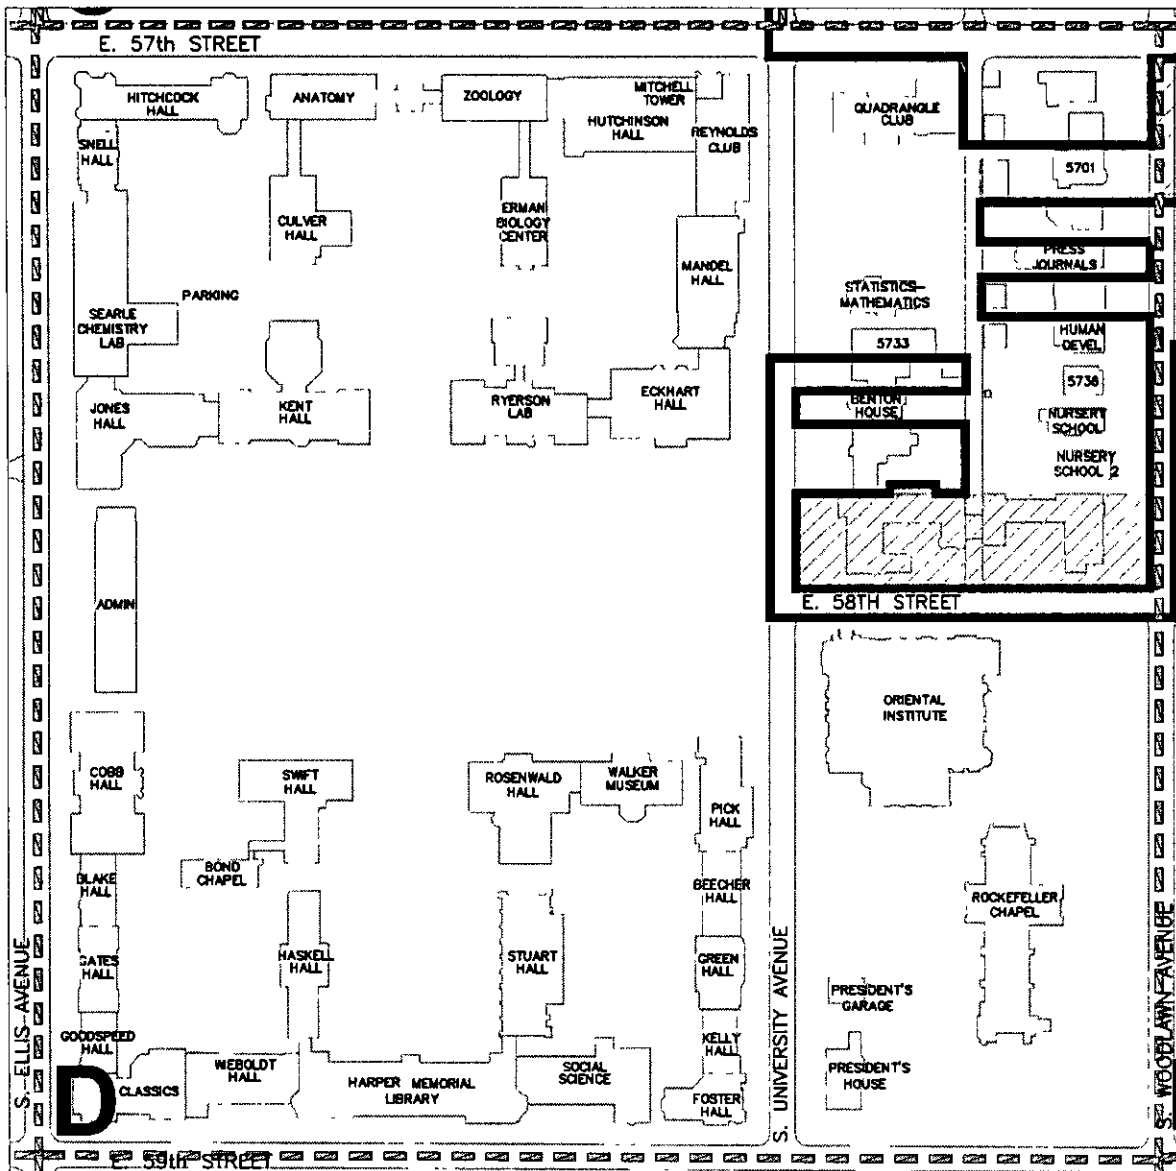 E. 57th STREET
HITCHCOCK
HALL
ANATOMY
ZOOLOGY
MITCHELL
TOWER
HUTCHINSON
HALL
REYNOLDS
CLUB
QUADRANGLE
CLUB
SNELL
HALL
5701
CULVER
HALL
ERMAN
BIOLOGY
CENTER
MANDEL
HALL
PRESS
JOURNALS
PARKING
STATISTICS-
MATHEMATICS
SEARLE
CHEMISTRY
LAB
5733
HUMAN
DEVEL
JONES
HALL
KENT
HALL
RYERSON
LAB
ECKHART
HALL
BENTON
HOUSE
5736
NURSERY
SCHOOL
NURSERY
SCHOOL 2
ADMIN
E. 58TH STREET
ORIENTAL
INSTITUTE
COBB
HALL
SWIFT
HALL
ROSENWALD
HALL
WALKER
MUSEUM
PICK
HALL
BLAKE
HALL
BOND
CHAPEL
BEECHER
HALL
ROCKEFELLER
CHAPEL
GATES
HALL
HASKELL
HALL
STUART
HALL
GREEN
HALL
PRESIDENT'S
GARAGE
GOODSPEED
HALL
KELLY
HALL
D
CLASSICS
WEBOLDT
HALL
HARPER MEMORIAL
LIBRARY
SOCIAL
SCIENCE
FOSTER
HALL
PRESIDENT'S
HOUSE
S. ELLIS AVENUE
S. UNIVERSITY AVENUE
S. WOODLAWN AVENUE
E. 59th STREET